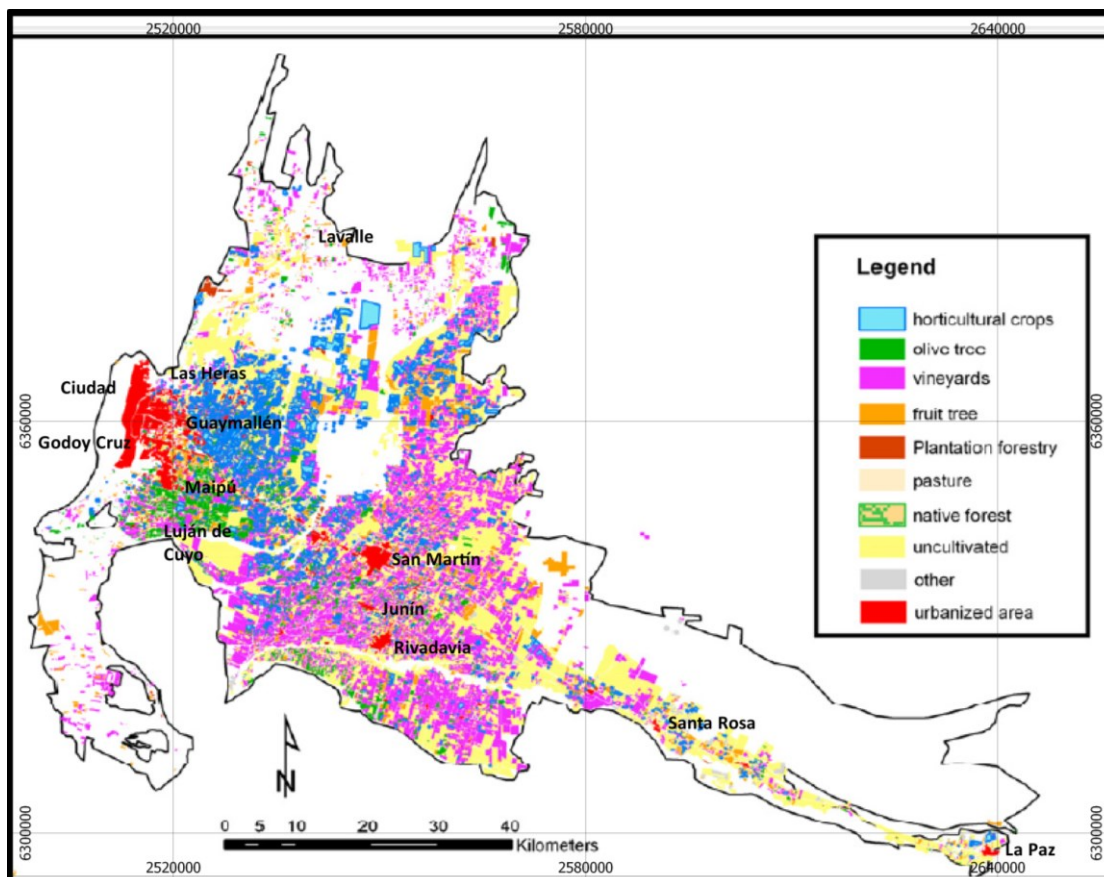 2520000
2580000
2640000
Lavalle
Legend
horticultural crops
olive tree
vineyards
fruit tree
Plantation forestry
pasture
native forest
uncultivated
other
urbanized area
Las Heras
Ciudad
Guaymallén
6360000
6360000
Godoy Cruz
Maipú
Luján de
Cuyo
San Martín
Junín
Rivadavia
Santa Rosa
N
0 5 10 20 30 40
Kilometers
6300000
6300000
La Paz
2520000
2580000
2640000